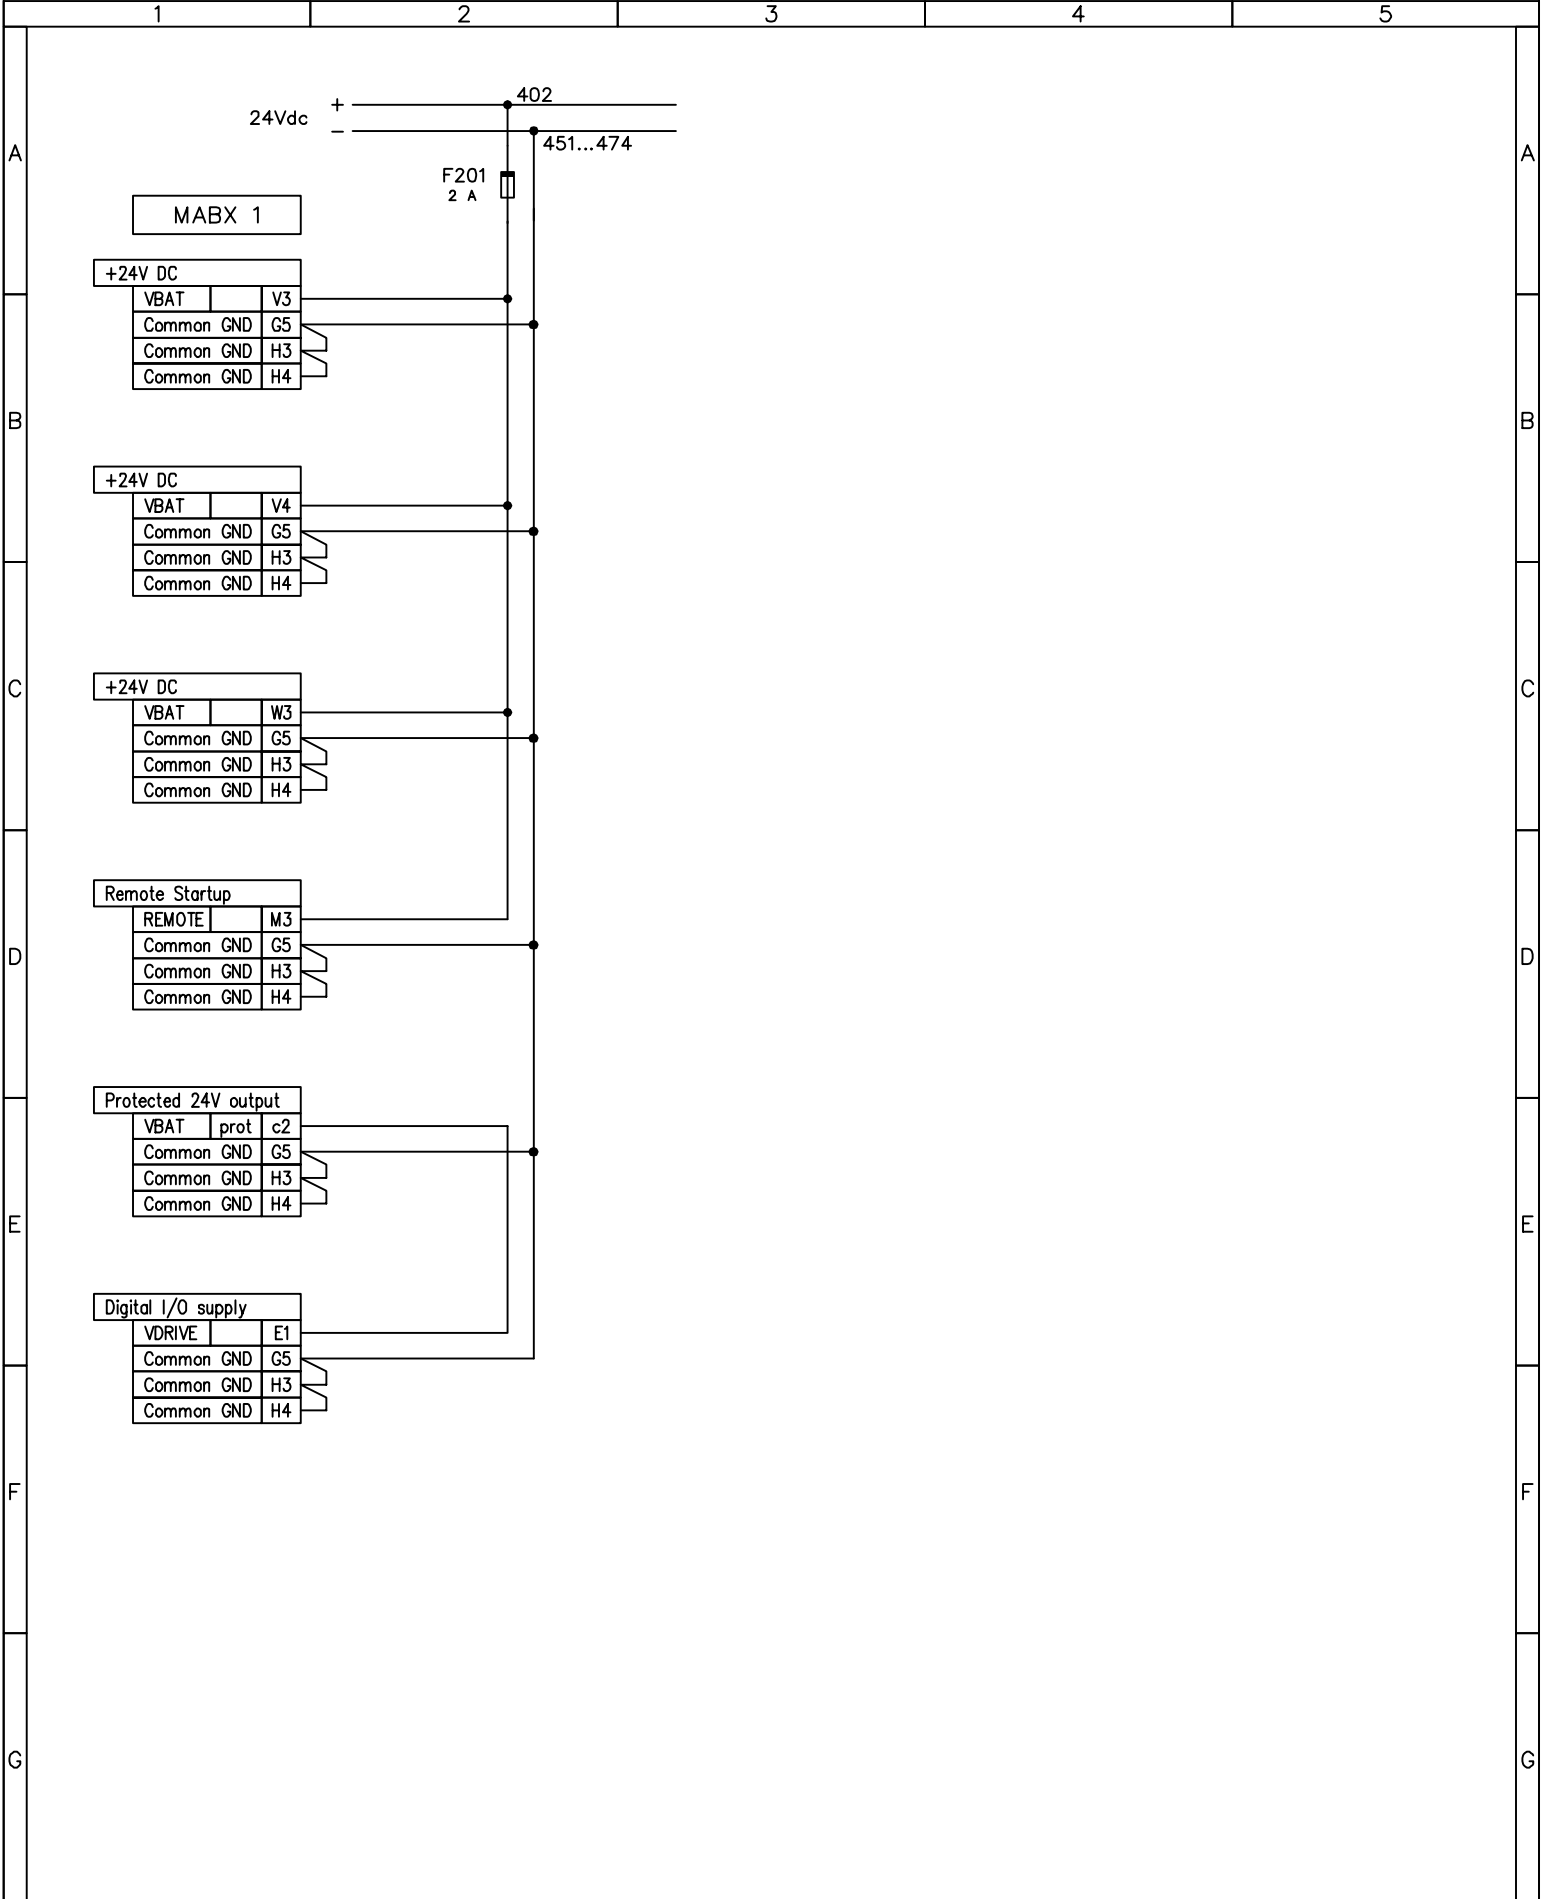 1 2 3 4 5
402
+
24Vdc
−
451...474
A A
F201
2 A
MABX 1
+24V DC
VBAT V3
Common GND G5
Common GND H3
Common GND H4
B B
+24V DC
VBAT V4
Common GND G5
Common GND H3
Common GND H4
+24V DC
C C
VBAT W3
Common GND G5
Common GND H3
Common GND H4
Remote Startup
REMOTE M3
Common GND G5
D D
Common GND H3
Common GND H4
Protected 24V output
VBAT prot c2
Common GND G5
Common GND H3
Common GND H4
E E
Digital I/O supply
VDRIVE E1
Common GND G5
Common GND H3
Common GND H4
F F
G G